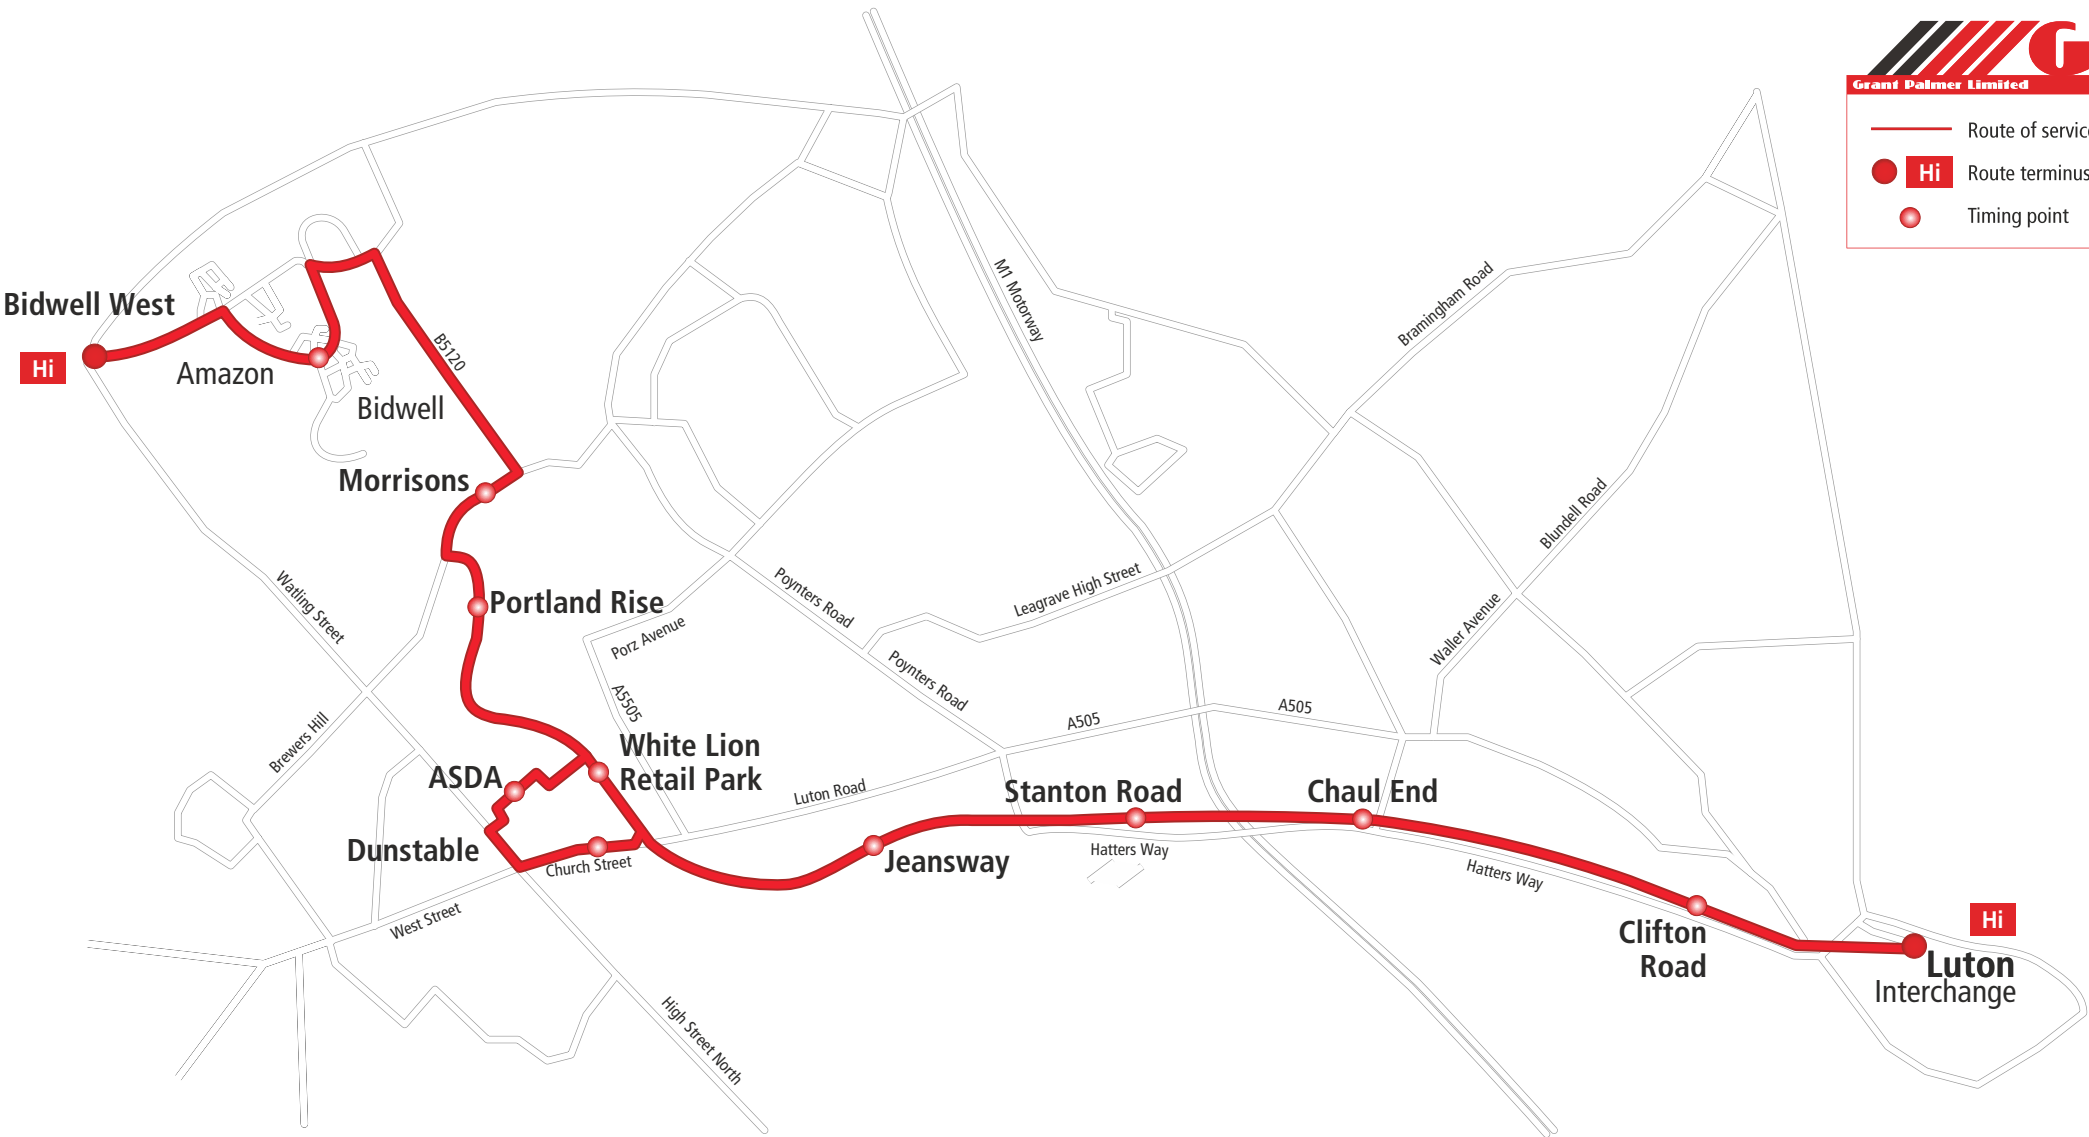 G
Grant Palmer Limited
Route of service
Hi Route terminus
Timing point
M1 Motorway
Bramingham Road
Bidwell West
Hi
Amazon
B5120
Bidwell
Morrisons
Blundell Road
Watling Street
Portland Rise
Porz Avenue
Poynters Road
Leagrave High Street
Waller Avenue
Poynters Road
A5505
A505
A505
Brewers Hill
White Lion
Retail Park
ASDA
Luton Road
Stanton Road
Chaul End
Dunstable
Church Street
Jeansway
Hatters Way
Hatters Way
West Street
Clifton
Road
Hi
Luton
Interchange
High Street North